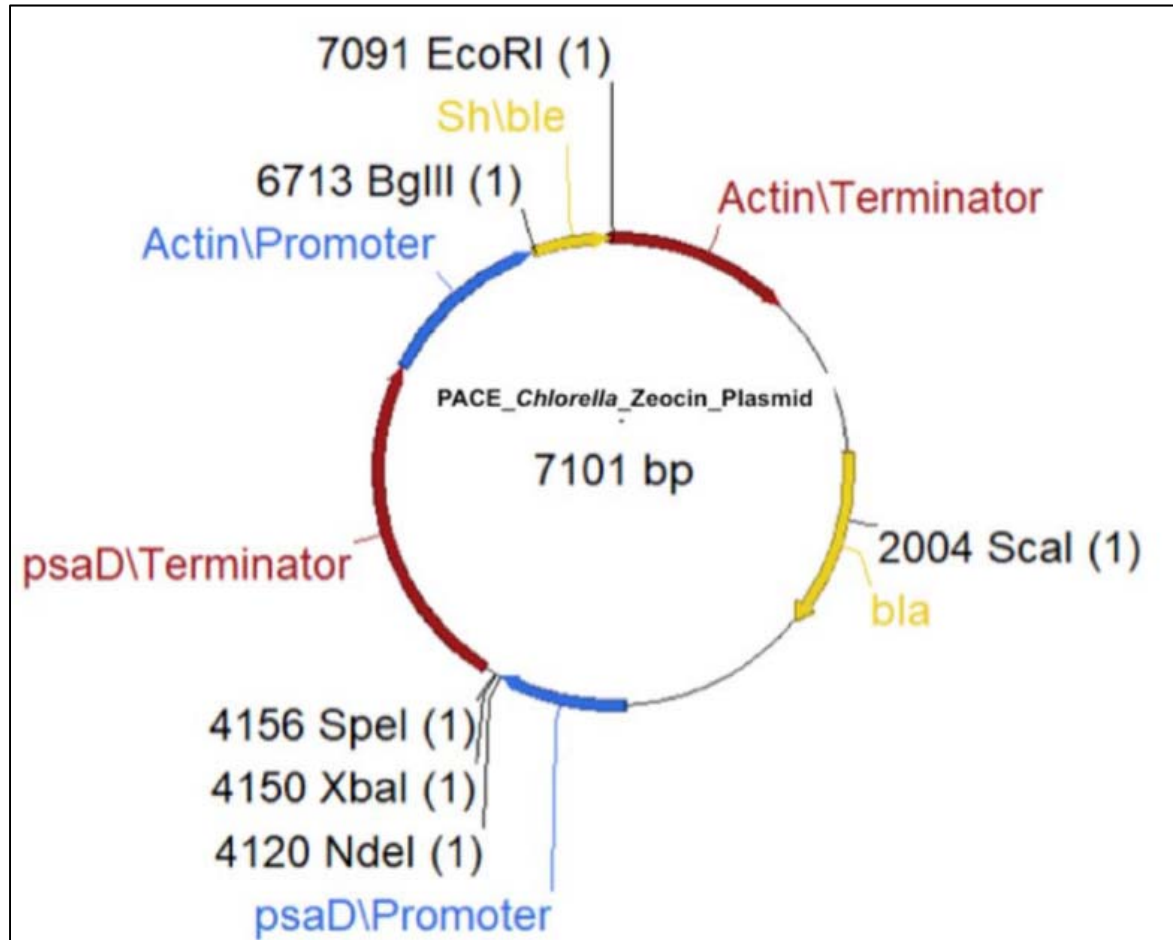 7091 EcoRI (1)
Sh\ble
6713 BglII (1)
Actin\Terminator
Actin\Promoter
PACE_Chlorella_Zeocin_Plasmid
7101 bp
2004 ScaI (1)
psaD\Terminator
bla
4156 SpeI (1)
4150 XbaI (1)
4120 NdeI (1)
psaD\Promoter